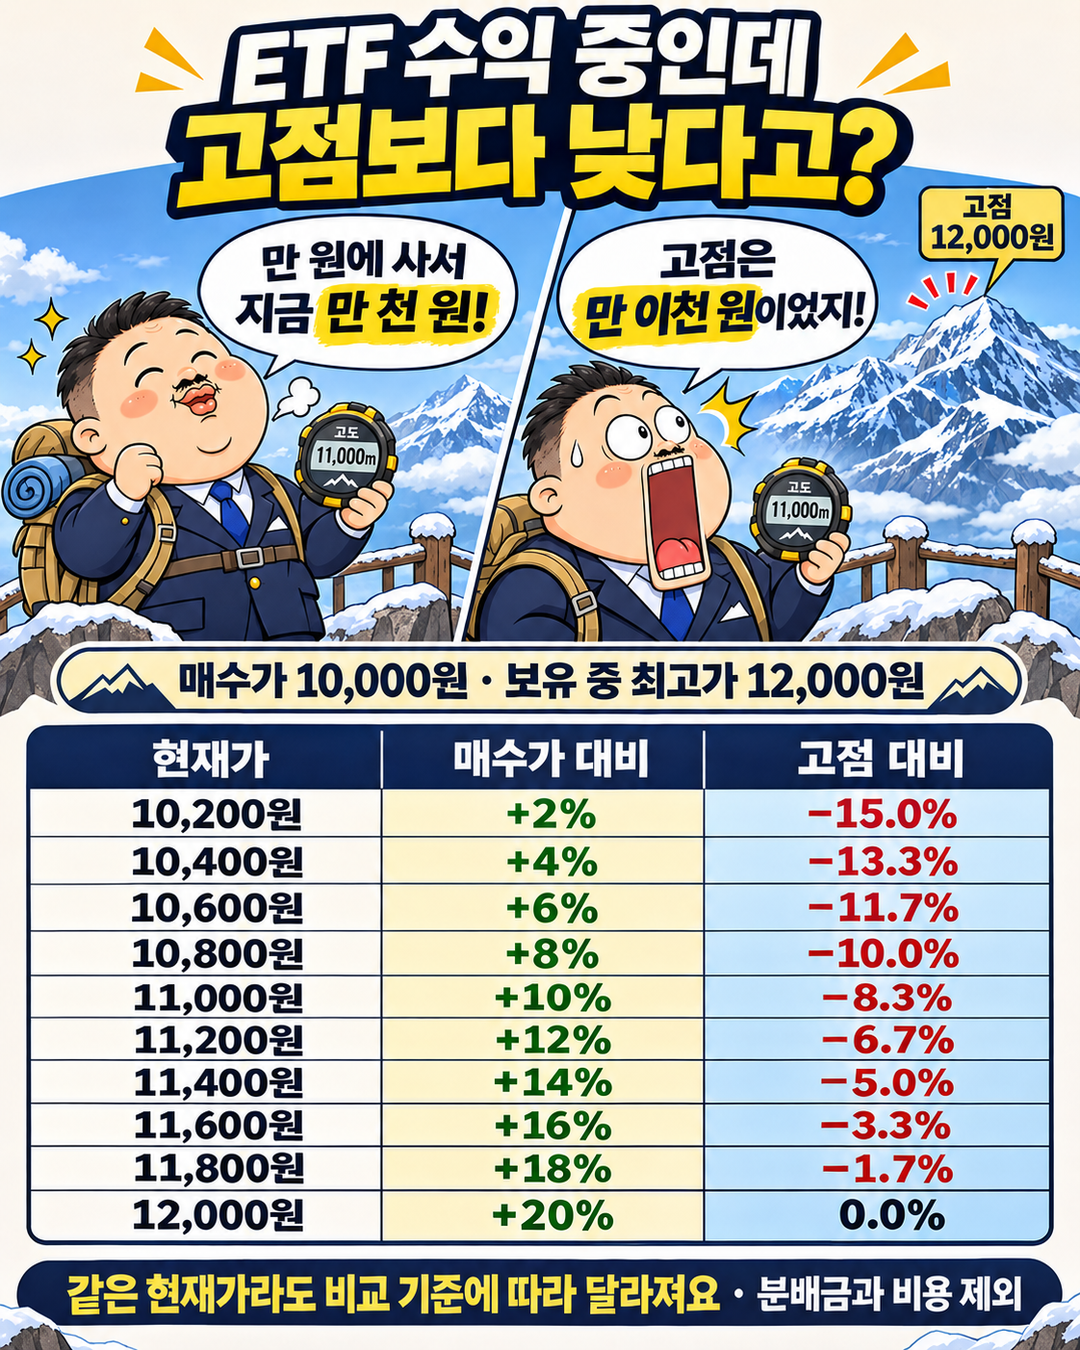 ETF 수익 중인데
고점보다 낮다고?
만 원에 사서
지금 만 천 원!
고점은
만 이천 원이었지!
고점
12,000원
고도
11,000m
고도
11,000m
매수가 10,000원 · 보유 중 최고가 12,000원
현재가 매수가 대비 고점 대비
10,200원 +2% −15.0%
10,400원 +4% −13.3%
10,600원 +6% −11.7%
10,800원 +8% −10.0%
11,000원 +10% −8.3%
11,200원 +12% −6.7%
11,400원 +14% −5.0%
11,600원 +16% −3.3%
11,800원 +18% −1.7%
12,000원 +20% 0.0%
같은 현재가라도 비교 기준에 따라 달라져요 · 분배금과 비용 제외